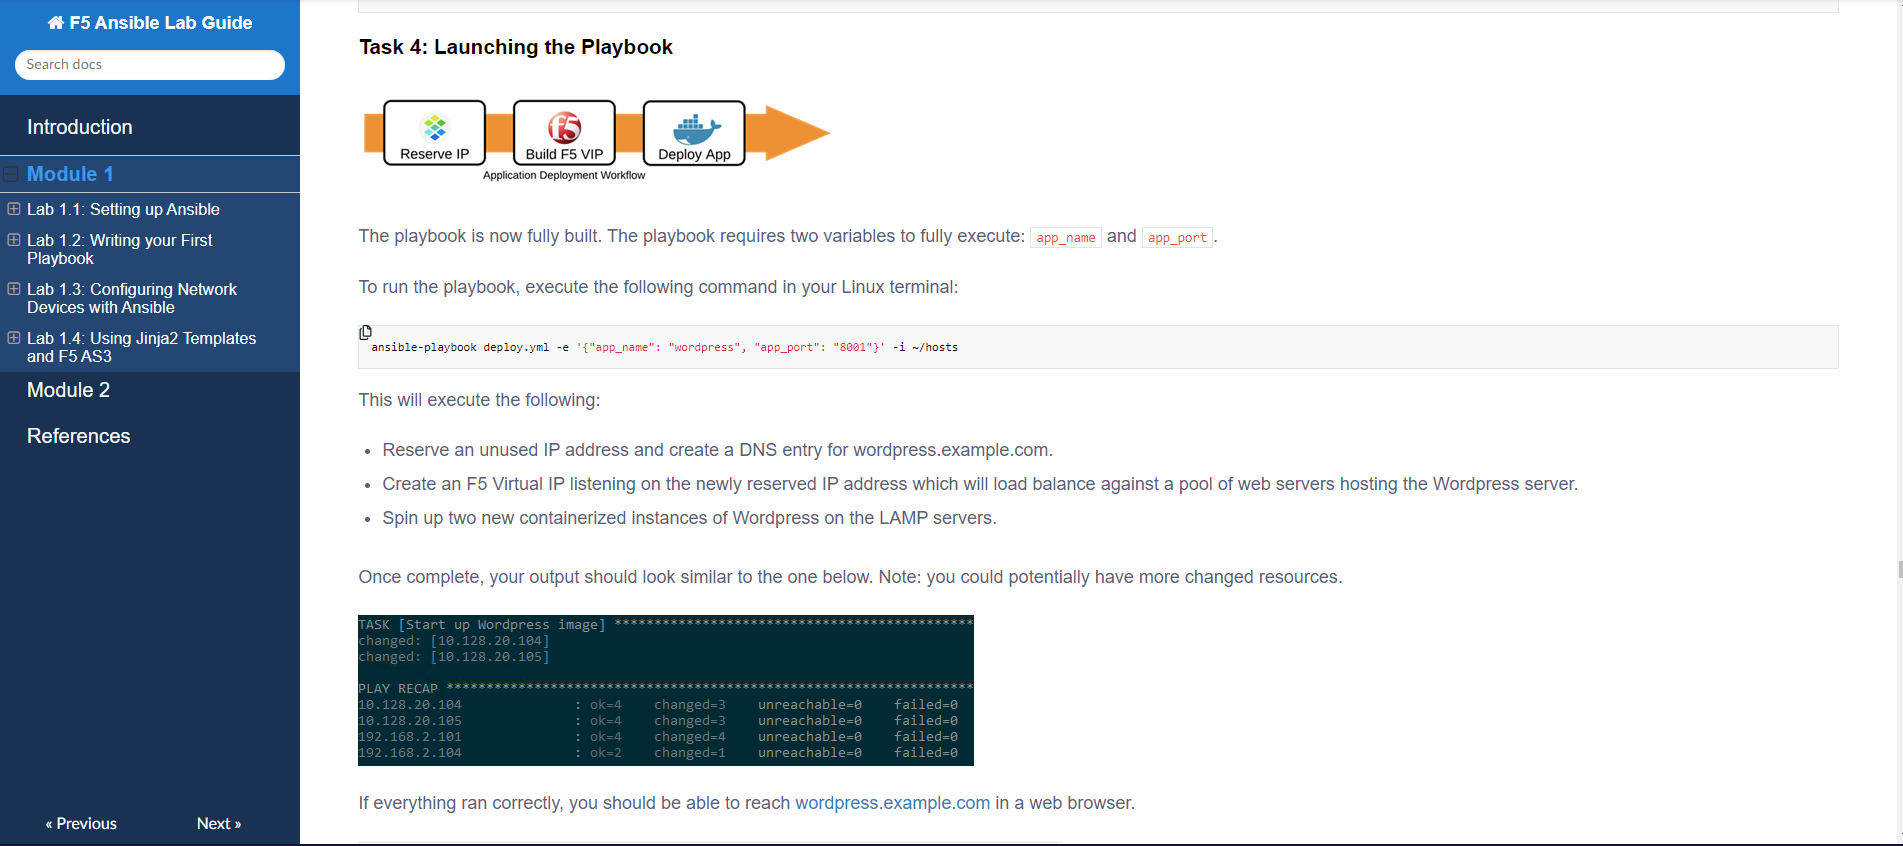 F5 Ansible Lab Guide
Search docs
Introduction
Module 1
Lab 1.1: Setting up Ansible
Lab 1.2: Writing your First
Playbook
Lab 1.3: Configuring Network
Devices with Ansible
Lab 1.4: Using Jinja2 Templates
and F5 AS3
Module 2
References
« Previous
Next »
Task 4: Launching the Playbook
Reserve IP
f5
Build F5 VIP
Deploy App
Application Deployment Workflow
The playbook is now fully built. The playbook requires two variables to fully execute: app_name and app_port.
To run the playbook, execute the following command in your Linux terminal:
ansible-playbook deploy.yml -e '{"app_name": "wordpress", "app_port": "8001"}' -i ~/hosts
This will execute the following:
• Reserve an unused IP address and create a DNS entry for wordpress.example.com.
• Create an F5 Virtual IP listening on the newly reserved IP address which will load balance against a pool of web servers hosting the Wordpress server.
• Spin up two new containerized instances of Wordpress on the LAMP servers.
Once complete, your output should look similar to the one below. Note: you could potentially have more changed resources.
TASK [Start up Wordpress image] *********************************************
changed: [10.128.20.104]
changed: [10.128.20.105]
PLAY RECAP ******************************************************************
10.128.20.104 : ok=4 changed=3 unreachable=0 failed=0
10.128.20.105 : ok=4 changed=3 unreachable=0 failed=0
192.168.2.101 : ok=4 changed=4 unreachable=0 failed=0
192.168.2.104 : ok=2 changed=1 unreachable=0 failed=0
If everything ran correctly, you should be able to reach wordpress.example.com in a web browser.